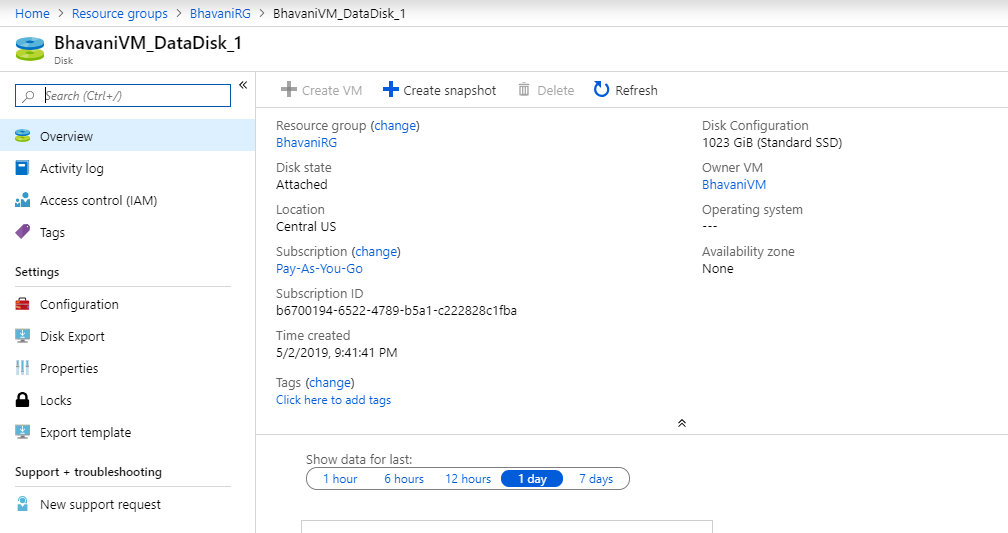 Home > Resource groups > BhavaniRG > BhavaniVM_DataDisk_1
BhavaniVM_DataDisk_1
Disk
Search (Ctrl+/)
«
Overview
Activity log
Access control (IAM)
Tags
Settings
Configuration
Disk Export
Properties
Locks
Export template
Support + troubleshooting
New support request
Create VM Create snapshot Delete Refresh
Resource group (change)
BhavaniRG
Disk state
Attached
Location
Central US
Subscription (change)
Pay-As-You-Go
Subscription ID
b6700194-6522-4789-b5a1-c222828c1fba
Time created
5/2/2019, 9:41:41 PM
Tags (change)
Click here to add tags
Disk Configuration
1023 GiB (Standard SSD)
Owner VM
BhavaniVM
Operating system
---
Availability zone
None
Show data for last:
1 hour 6 hours 12 hours 1 day 7 days